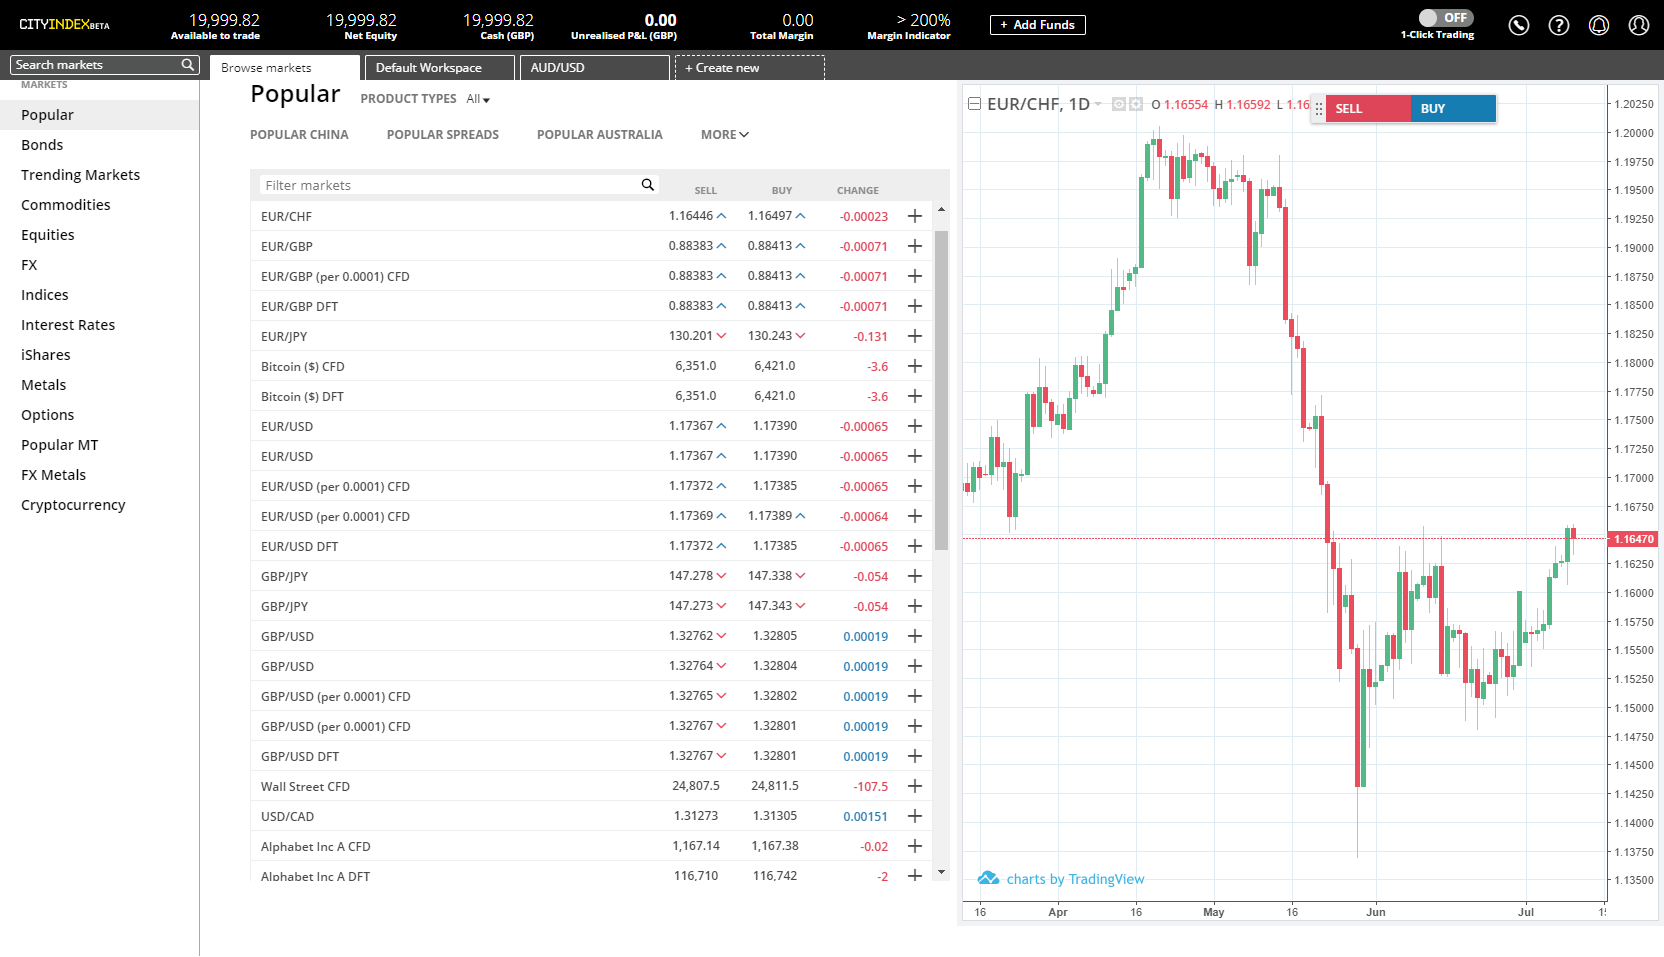 CITYINDEXBETA
19,999.82 19,999.82 19,999.82 0.00 0.00 > 200% OFF
Available to trade Net Equity Cash (GBP) Unrealised P&L (GBP) Total Margin Margin Indicator + Add Funds 1-Click Trading
Search markets Browse markets Default Workspace AUD/USD + Create new
MARKETS
Popular
Bonds
Trending Markets
Commodities
Equities
FX
Indices
Interest Rates
iShares
Metals
Options
Popular MT
FX Metals
Cryptocurrency
Popular PRODUCT TYPES All
POPULAR CHINA POPULAR SPREADS POPULAR AUSTRALIA MORE
Filter markets SELL BUY CHANGE
EUR/CHF 1.16446 1.16497 -0.00023 +
EUR/GBP 0.88383 0.88413 -0.00071 +
EUR/GBP (per 0.0001) CFD 0.88383 0.88413 -0.00071 +
EUR/GBP DFT 0.88383 0.88413 -0.00071 +
EUR/JPY 130.201 130.243 -0.131 +
Bitcoin ($) CFD 6,351.0 6,421.0 -3.6 +
Bitcoin ($) DFT 6,351.0 6,421.0 -3.6 +
EUR/USD 1.17367 1.17390 -0.00065 +
EUR/USD 1.17367 1.17390 -0.00065 +
EUR/USD (per 0.0001) CFD 1.17372 1.17385 -0.00065 +
EUR/USD (per 0.0001) CFD 1.17369 1.17389 -0.00064 +
EUR/USD DFT 1.17372 1.17385 -0.00065 +
GBP/JPY 147.278 147.338 -0.054 +
GBP/JPY 147.273 147.343 -0.054 +
GBP/USD 1.32762 1.32805 0.00019 +
GBP/USD 1.32764 1.32804 0.00019 +
GBP/USD (per 0.0001) CFD 1.32765 1.32802 0.00019 +
GBP/USD (per 0.0001) CFD 1.32767 1.32801 0.00019 +
GBP/USD DFT 1.32767 1.32801 0.00019 +
Wall Street CFD 24,807.5 24,811.5 -107.5 +
USD/CAD 1.31273 1.31305 0.00151 +
Alphabet Inc A CFD 1,167.14 1,167.38 -0.02 +
Alphabet Inc A DFT 116,710 116,742 -2 +
EUR/CHF, 1D O 1.16554 H 1.16592 L 1.16 SELL BUY
1.20250
1.20000
1.19750
1.19500
1.19250
1.19000
1.18750
1.18500
1.18250
1.18000
1.17750
1.17500
1.17250
1.17000
1.16750
1.16470
1.16250
1.16000
1.15750
1.15500
1.15250
1.15000
1.14750
1.14500
1.14250
1.14000
1.13750
1.13500
charts by TradingView
16 Apr 16 May 16 Jun Jul